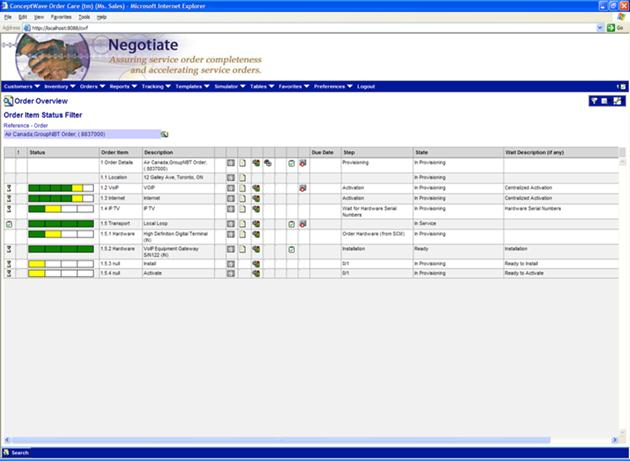 ConceptWave Order Care (tm) (Ms. Sales) - Microsoft Internet Explorer
File Edit View Favorites Tools Help
http://localhost:8088/cwf Go
Negotiate
Assuring service order completeness
and accelerating service orders.
Customers Inventory Orders Reports Tracking Templates Simulator Tables Favorites Preferences Logout
Order Overview
Order Item Status Filter
Reference - Order
Air Canada;GroupNBT Order; ( 8837000)
! Status Order Item Description Due Date Step State Wait Description (if any)
1 Order Details Air Canada;GroupNBT Order; Provisioning In Provisioning
( 8837000)
1.1 Location 12 Galley Ave, Toronto, ON In Provisioning
1.2 VoIP VOIP Activation In Provisioning Centralized Activation
1.3 Internet Internet Activation In Provisioning Centralized Activation
1.4 IP TV IP TV Wait for Hardware Serial In Provisioning Hardware Serial Numbers
Numbers
1.5 Transport Local Loop In Service
1.5.1 Hardware High Definition Digital Terminal Order Hardware (from SCM) In Provisioning
(IN)
1.5.2 Hardware VoIP Equipment Gateway Installation Ready Installation
S/N122 (IN)
1.5.3 null Install 0/1 In Provisioning Ready to Install
1.5.4 null Activate 0/1 In Provisioning Ready to Activate
Search